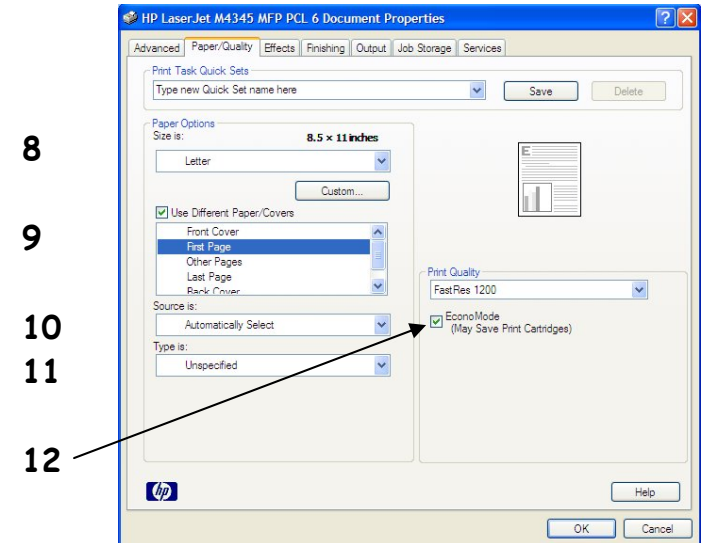 HP LaserJet M4345 MFP PCL 6 Document Properties
Advanced Paper/Quality Effects Finishing Output Job Storage Services
Print Task Quick Sets
Type new Quick Set name here Save Delete
Paper Options
Size is: 8.5 × 11 inches
8
Letter
E
Custom...
Use Different Paper/Covers
9
Front Cover
First Page
Other Pages
Last Page
Back Cover
Print Quality
FastRes 1200
Source is:
10
Automatically Select
EconoMode
(May Save Print Cartridges)
Type is:
11
Unspecified
12
hp
Help
OK Cancel